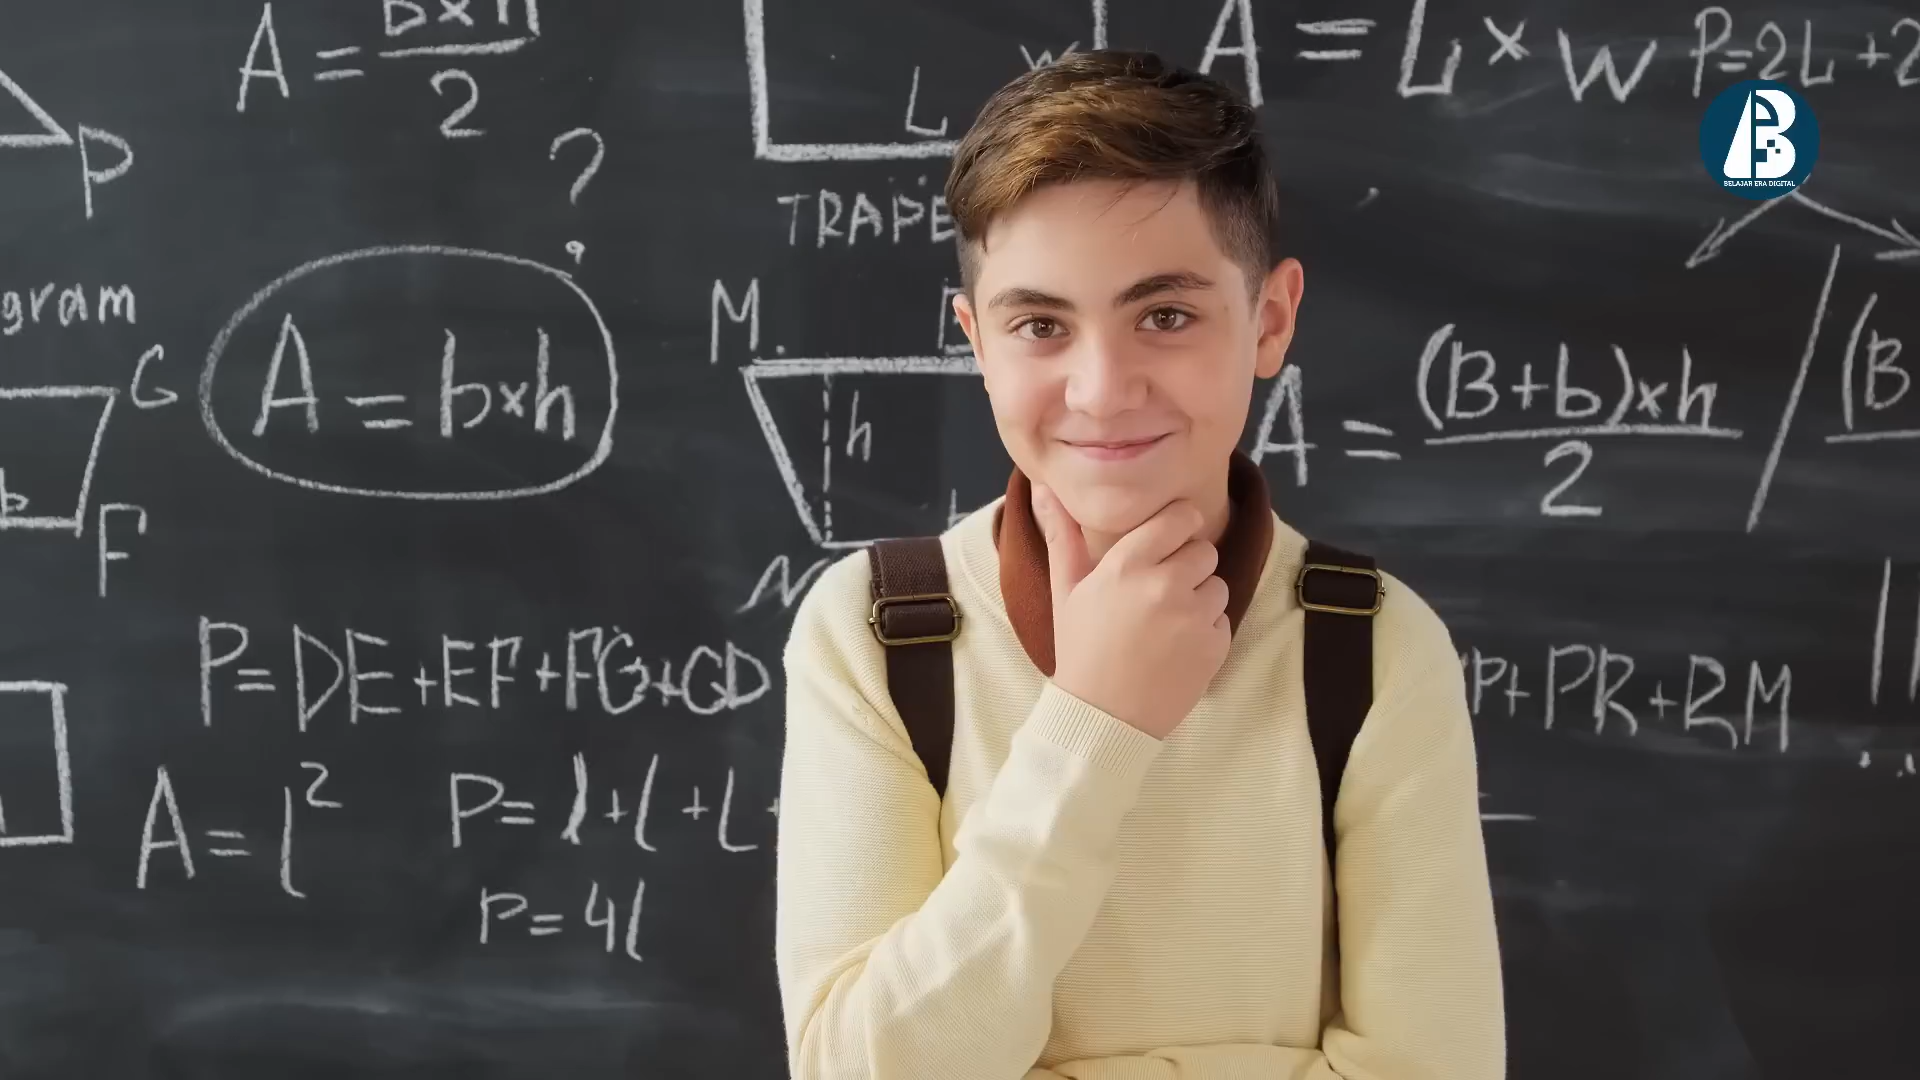 A = b×h / 2
L
W
A = L × W
P=2L+2
P
?
BELAJAR ERA DIGITAL
TRAPE
gram
G
A = b×h
M
h
A = (B+b)×h / 2
(B
b
F
N
P=DE+EF+FG+GD
P+PR+RM
A = l²
P= l+l+l+
P=4l